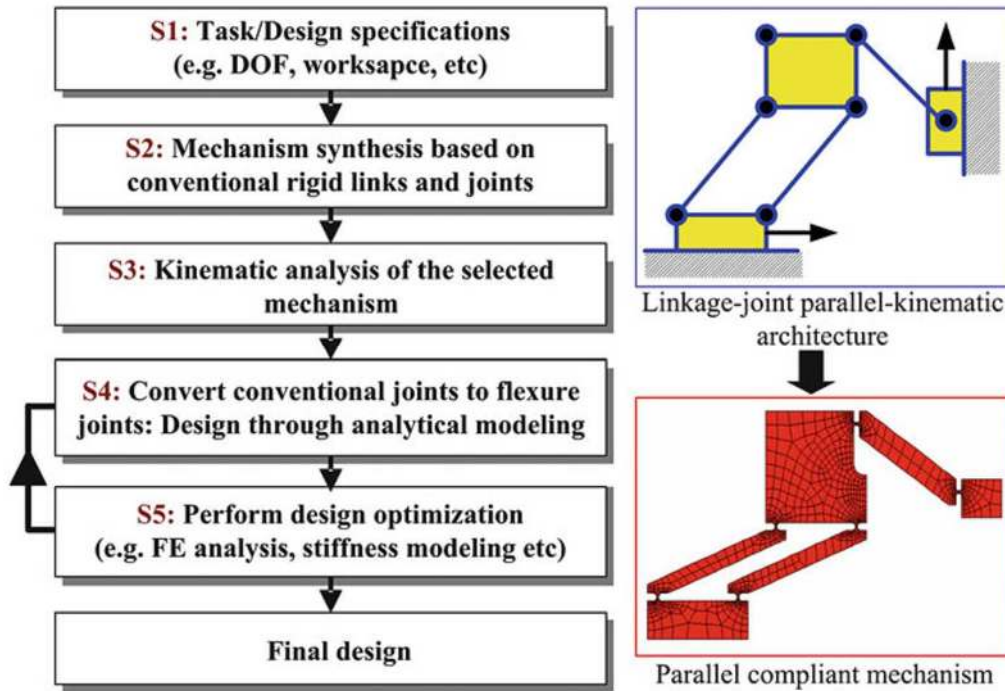 S1: Task/Design specifications
(e.g. DOF, worksapce, etc)
S2: Mechanism synthesis based on
conventional rigid links and joints
S3: Kinematic analysis of the selected
mechanism
S4: Convert conventional joints to flexure
joints: Design through analytical modeling
S5: Perform design optimization
(e.g. FE analysis, stiffness modeling etc)
Final design
Linkage-joint parallel-kinematic
architecture
Parallel compliant mechanism